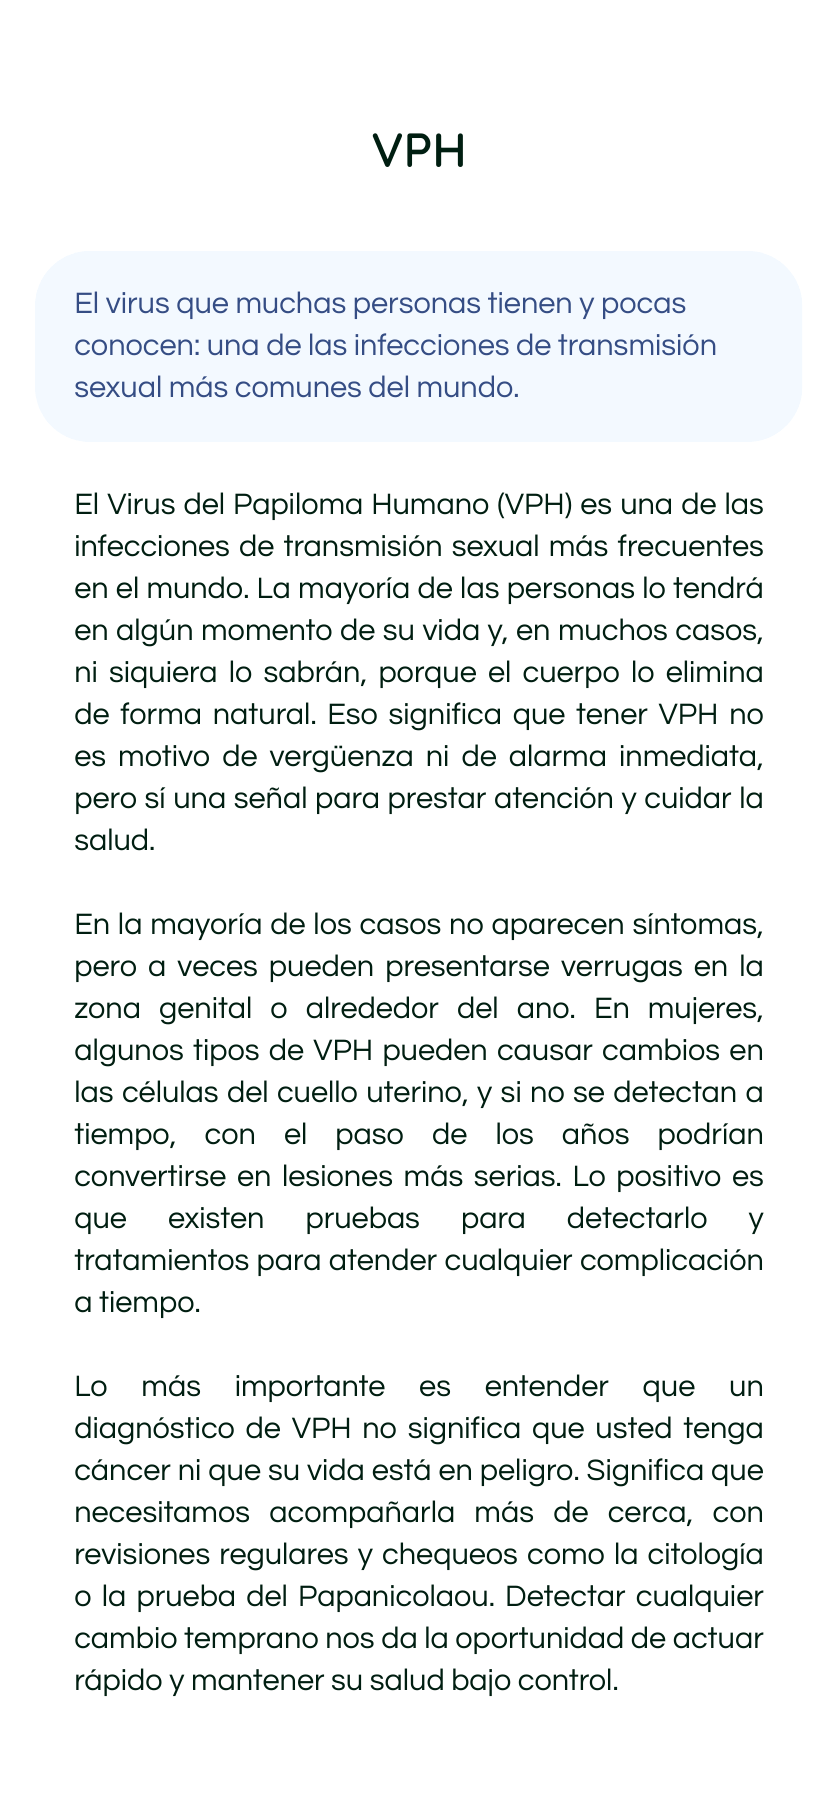 VPH
El virus que muchas personas tienen y pocas
conocen: una de las infecciones de transmisión
sexual más comunes del mundo.
El Virus del Papiloma Humano (VPH) es una de las
infecciones de transmisión sexual más frecuentes
en el mundo. La mayoría de las personas lo tendrá
en algún momento de su vida y, en muchos casos,
ni siquiera lo sabrán, porque el cuerpo lo elimina
de forma natural. Eso significa que tener VPH no
es motivo de vergüenza ni de alarma inmediata,
pero sí una señal para prestar atención y cuidar la
salud.
En la mayoría de los casos no aparecen síntomas,
pero a veces pueden presentarse verrugas en la
zona genital o alrededor del ano. En mujeres,
algunos tipos de VPH pueden causar cambios en
las células del cuello uterino, y si no se detectan a
tiempo, con el paso de los años podrían
convertirse en lesiones más serias. Lo positivo es
que existen pruebas para detectarlo y
tratamientos para atender cualquier complicación
a tiempo.
Lo más importante es entender que un
diagnóstico de VPH no significa que usted tenga
cáncer ni que su vida está en peligro. Significa que
necesitamos acompañarla más de cerca, con
revisiones regulares y chequeos como la citología
o la prueba del Papanicolaou. Detectar cualquier
cambio temprano nos da la oportunidad de actuar
rápido y mantener su salud bajo control.